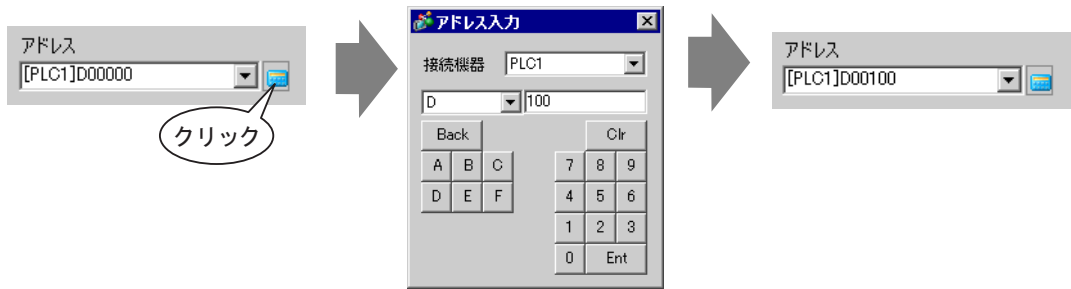 アドレス
[PLC1]D00000
クリック
アドレス入力
接続機器 PLC1
D 100
Back Clr
A B C 7 8 9
D E F 4 5 6
1 2 3
0 Ent
アドレス
[PLC1]D00100